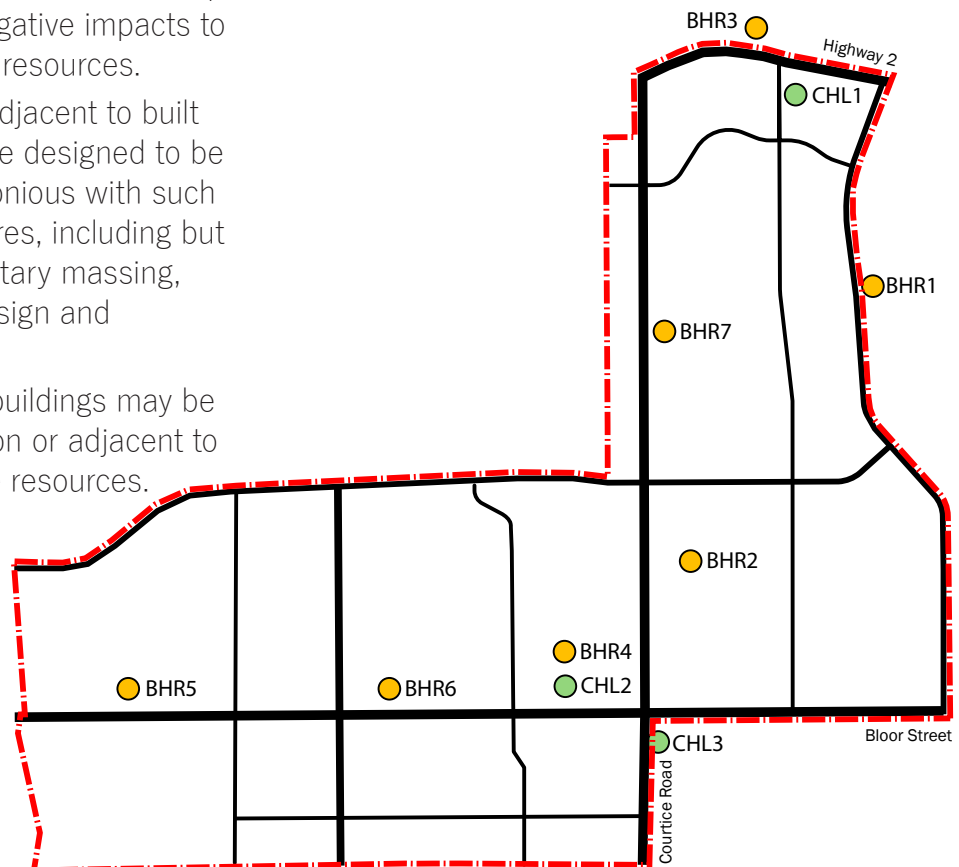 gative impacts to
resources.
djacent to built
e designed to be
onious with such
res, including but
tary massing,
sign and
buildings may be
on or adjacent to
resources.
BHR3
Highway 2
CHL1
BHR1
BHR7
BHR2
BHR4
BHR5
BHR6
CHL2
Bloor Street
CHL3
Courtice Road